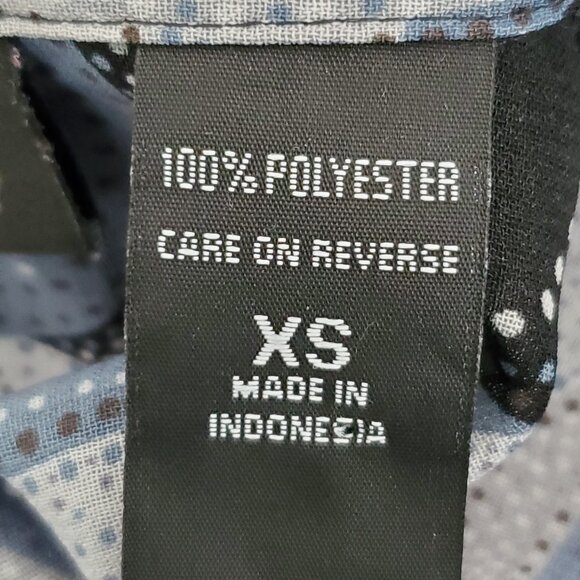 100% POLYESTER
CARE ON REVERSE
XS
MADE IN
INDONESIA